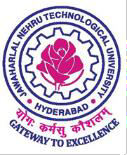 JAWAHARLAL NEHRU TECHNOLOGICAL UNIVERSITY
HYDERABAD
योगः कर्मसु कौशलम्
GATEWAY TO EXCELLENCE